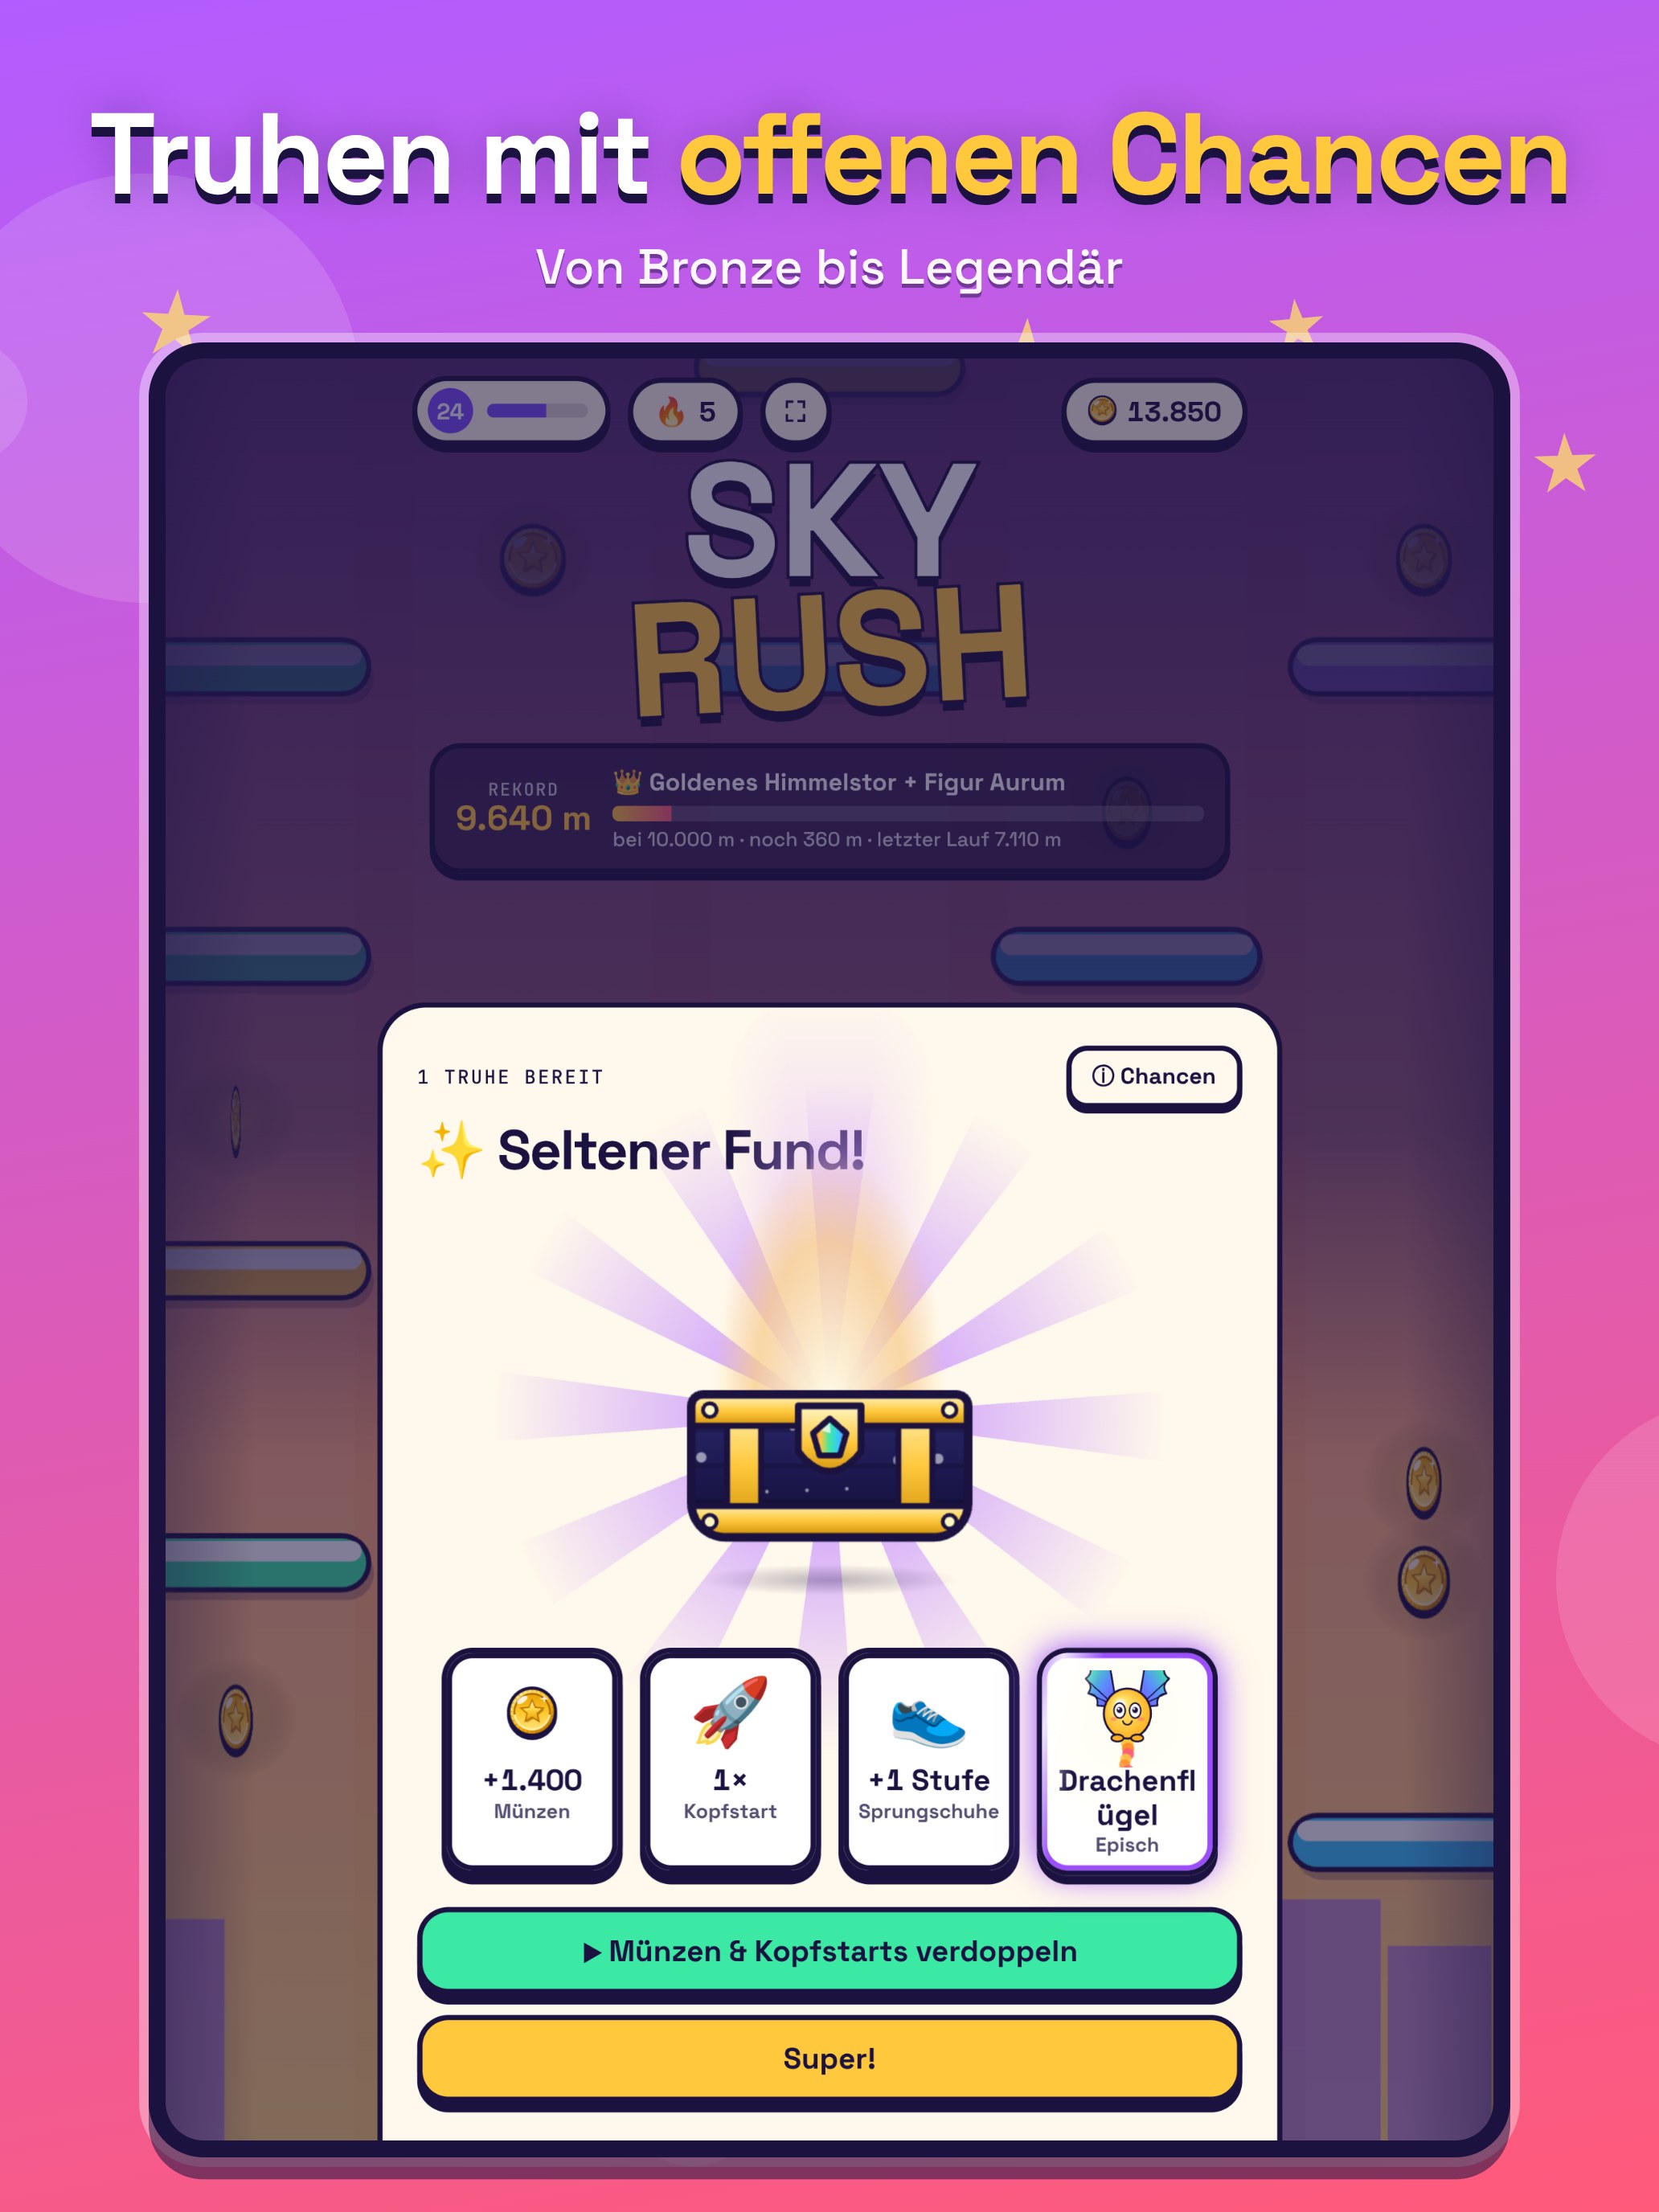 Truhen mit offenen Chancen
Von Bronze bis Legendär
24
🔥 5
13.850
SKY
RUSH
REKORD
9.640 m
👑 Goldenes Himmelstor + Figur Aurum
bei 10.000 m · noch 360 m · letzter Lauf 7.110 m
1 TRUHE BEREIT
ⓘ Chancen
✨ Seltener Fund!
+1.400
Münzen
1×
Kopfstart
+1 Stufe
Sprungschuhe
Drachenfl
ügel
Episch
▶ Münzen & Kopfstarts verdoppeln
Super!